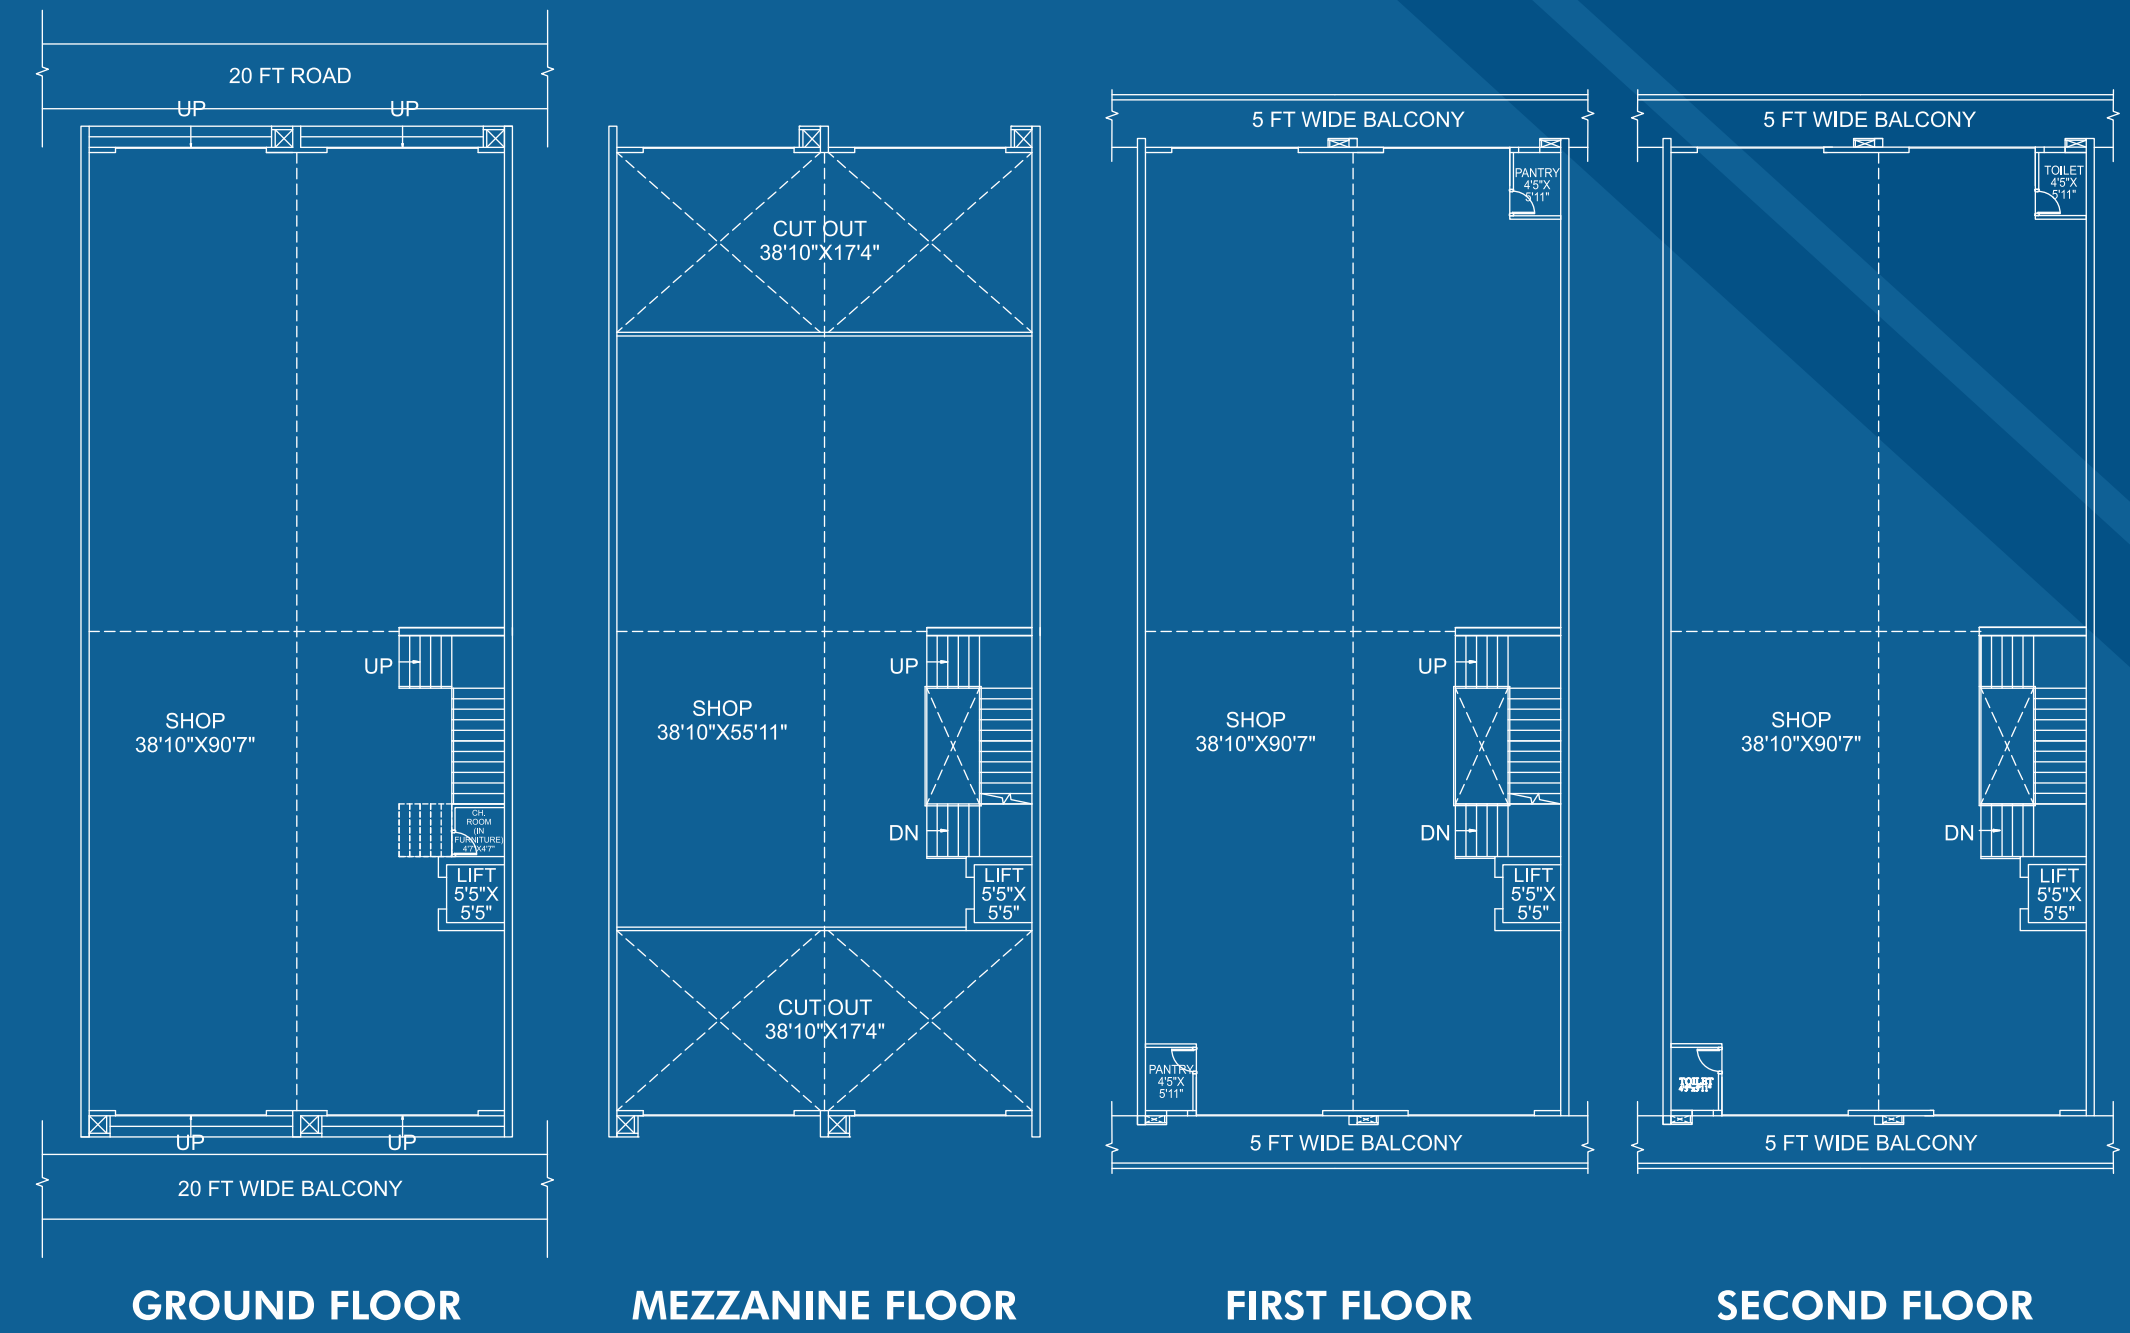 20 FT ROAD
UP
UP
UP
SHOP
38'10"X90'7"
CH.
ROOM
(IN
FURNITURE)
4'7"X4'7"
LIFT
5'5"X
5'5"
UP
UP
20 FT WIDE BALCONY
GROUND FLOOR
CUT OUT
38'10"X17'4"
UP
SHOP
38'10"X55'11"
DN
LIFT
5'5"X
5'5"
CUT OUT
38'10"X17'4"
MEZZANINE FLOOR
5 FT WIDE BALCONY
PANTRY
4'5"X
5'11"
UP
SHOP
38'10"X90'7"
DN
LIFT
5'5"X
5'5"
PANTRY
4'5"X
5'11"
5 FT WIDE BALCONY
FIRST FLOOR
5 FT WIDE BALCONY
TOILET
4'5"X
5'11"
SHOP
38'10"X90'7"
DN
LIFT
5'5"X
5'5"
TOILET
5 FT WIDE BALCONY
SECOND FLOOR